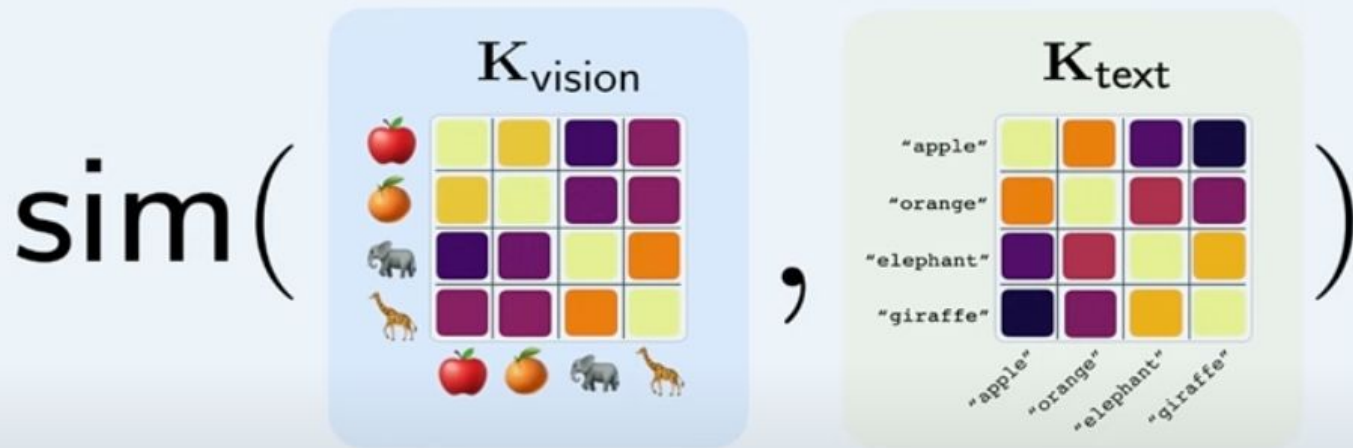 sim(
K_vision
,
K_text
"apple"
"orange"
"elephant"
"giraffe"
"apple" "orange" "elephant" "giraffe"
)